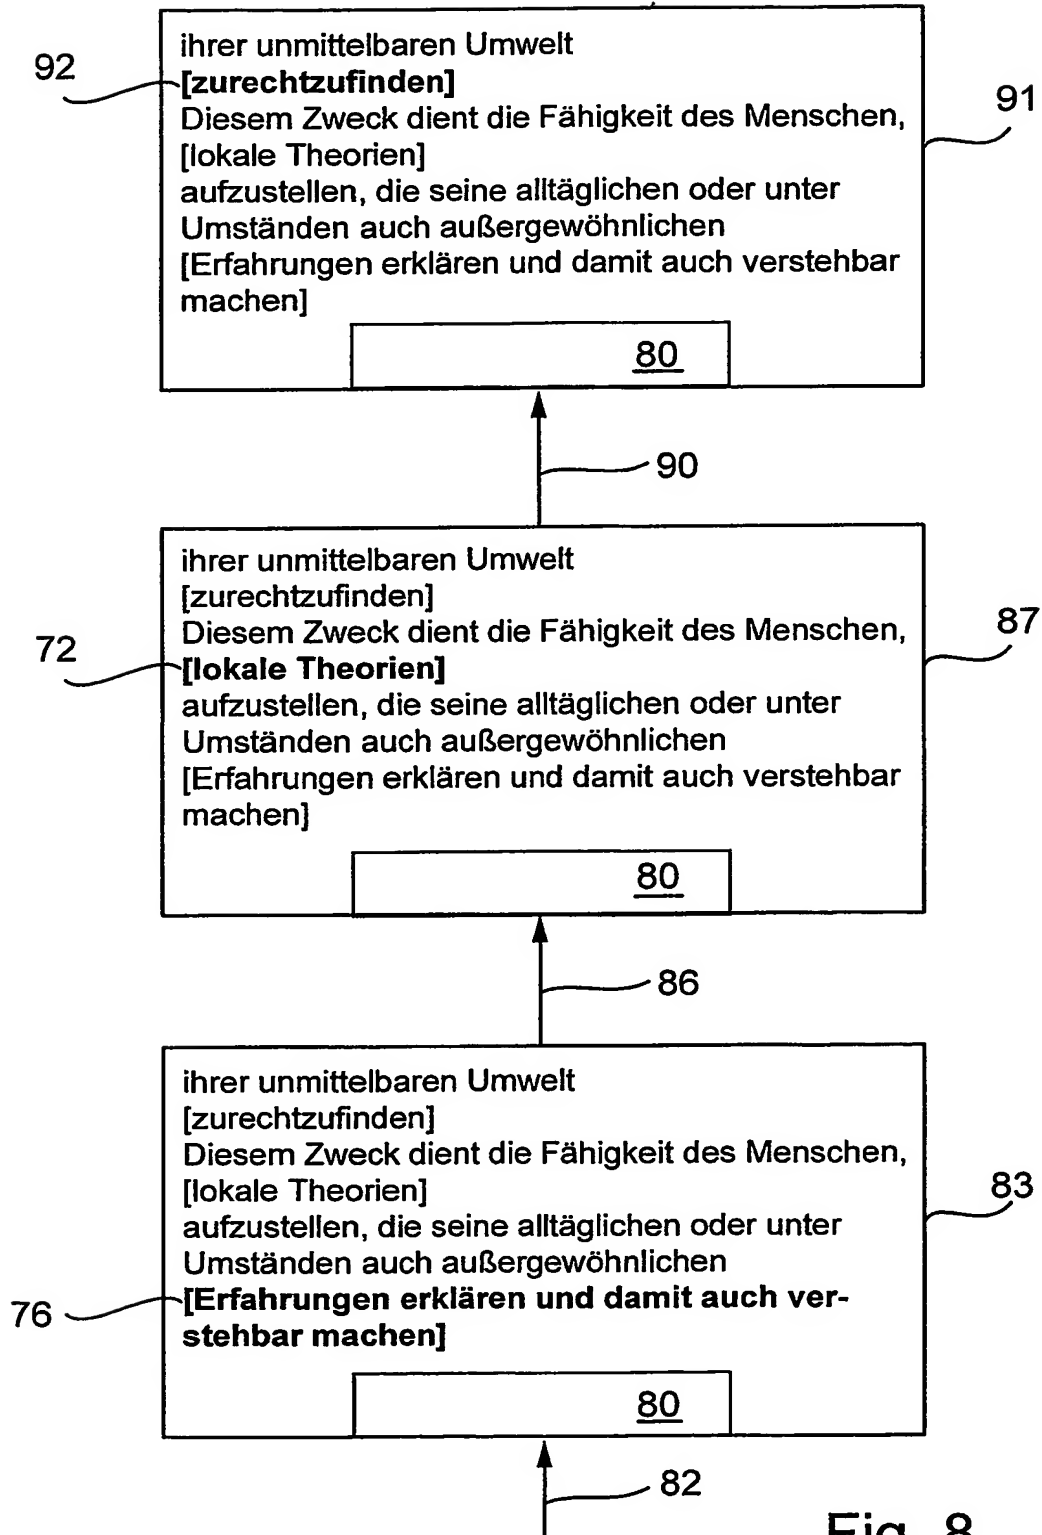 ihrer unmittelbaren Umwelt
92
[zurechtzufinden]
91
Diesem Zweck dient die Fähigkeit des Menschen,
[lokale Theorien]
aufzustellen, die seine alltäglichen oder unter
Umständen auch außergewöhnlichen
[Erfahrungen erklären und damit auch verstehbar
machen]
80
90
ihrer unmittelbaren Umwelt
[zurechtzufinden]
87
Diesem Zweck dient die Fähigkeit des Menschen,
72
[lokale Theorien]
aufzustellen, die seine alltäglichen oder unter
Umständen auch außergewöhnlichen
[Erfahrungen erklären und damit auch verstehbar
machen]
80
86
ihrer unmittelbaren Umwelt
[zurechtzufinden]
Diesem Zweck dient die Fähigkeit des Menschen,
83
[lokale Theorien]
aufzustellen, die seine alltäglichen oder unter
Umständen auch außergewöhnlichen
76
[Erfahrungen erklären und damit auch ver-
stehbar machen]
80
82
Fig. 8